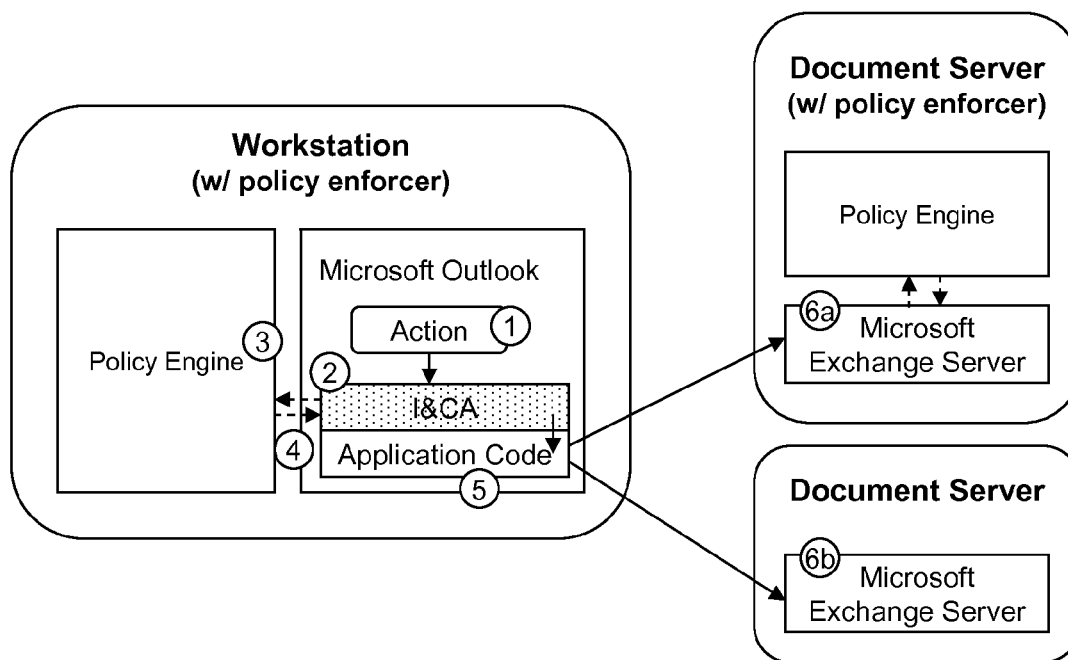 Workstation
(w/ policy enforcer)
Policy Engine
3
Microsoft Outlook
Action
1
2
I&CA
4
Application Code
5
Document Server
(w/ policy enforcer)
Policy Engine
6a
Microsoft
Exchange Server
Document Server
6b
Microsoft
Exchange Server